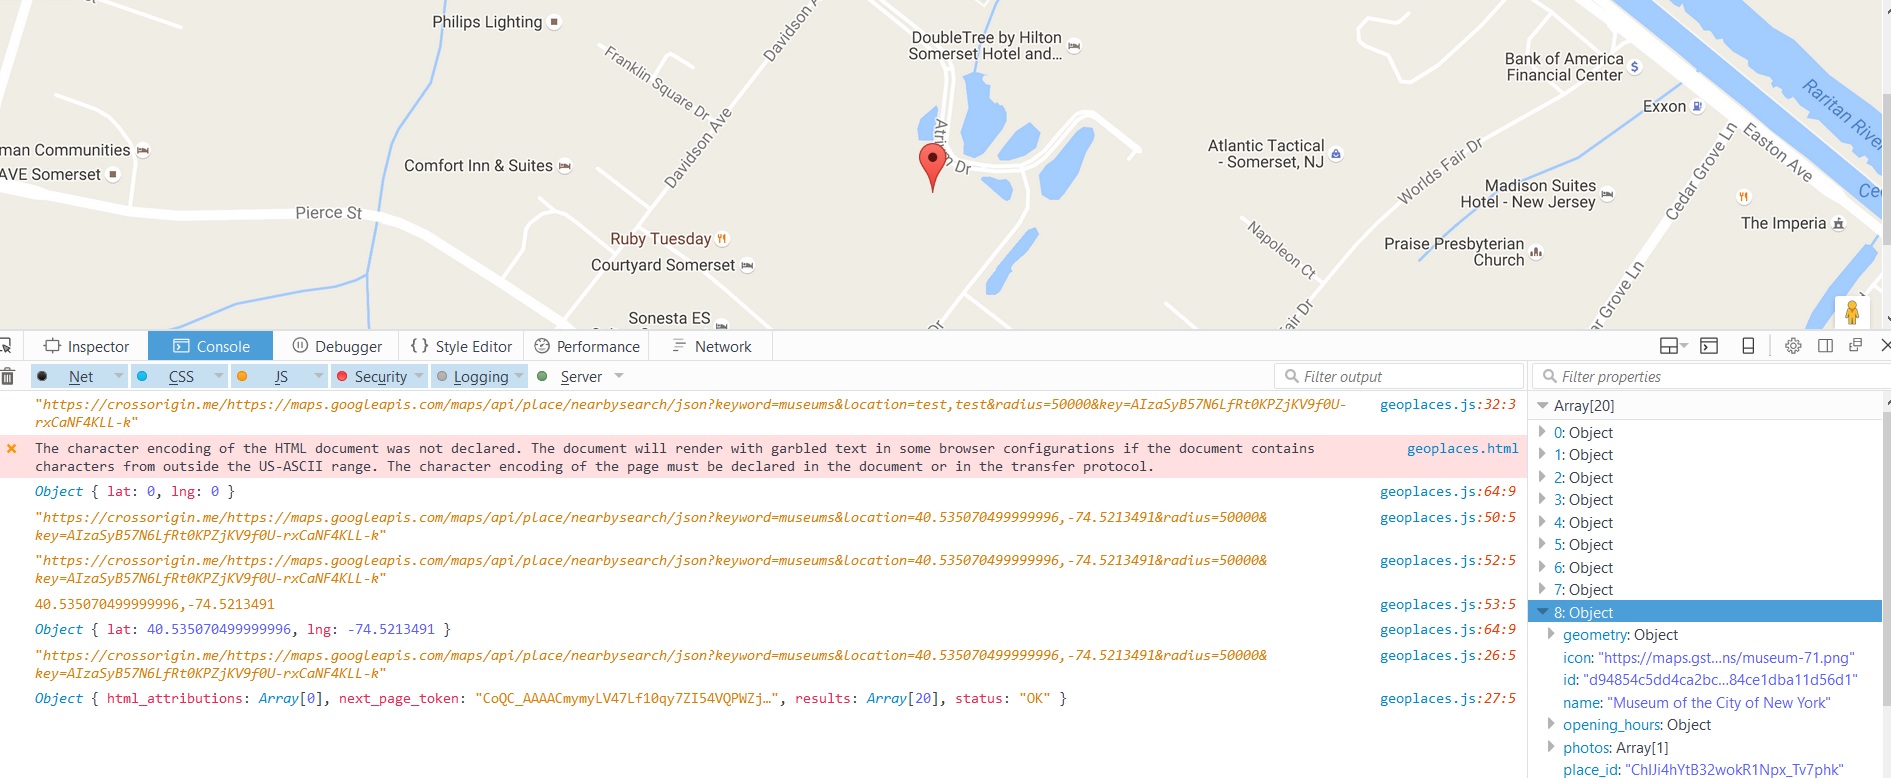 Philips Lighting
Davidson A
DoubleTree by Hilton
Somerset Hotel and...
Bank of America
Financial Center
Franklin Square Dr
Davidson Ave
Exxon
Raritan River
Atrium Dr
man Communities
AVE Somerset
Comfort Inn & Suites
Atlantic Tactical
- Somerset, NJ
Worlds Fair Dr
Cedar Grove Ln
Easton Ave
Madison Suites
Hotel - New Jersey
Ce
Pierce St
The Imperia
Ruby Tuesday
Courtyard Somerset
Napoleon Ct
Praise Presbyterian
Church
Sonesta ES
Dr
air Dr
ar Grove Ln
Inspector
Console
Debugger
Style Editor
Performance
Network
Net
CSS
JS
Security
Logging
Server
Filter output
Filter properties
"https://crossorigin.me/https://maps.googleapis.com/maps/api/place/nearbysearch/json?keyword=museums&location=test,test&radius=50000&key=AIzaSyB57N6LfRt0KPZjKV9f0U- geoplaces.js:32:3
rxCaNF4KLL-k"
The character encoding of the HTML document was not declared. The document will render with garbled text in some browser configurations if the document contains geoplaces.html
characters from outside the US-ASCII range. The character encoding of the page must be declared in the document or in the transfer protocol.
Object { lat: 0, lng: 0 } geoplaces.js:64:9
"https://crossorigin.me/https://maps.googleapis.com/maps/api/place/nearbysearch/json?keyword=museums&location=40.535070499999996,-74.5213491&radius=50000& geoplaces.js:50:5
key=AIzaSyB57N6LfRt0KPZjKV9f0U-rxCaNF4KLL-k"
"https://crossorigin.me/https://maps.googleapis.com/maps/api/place/nearbysearch/json?keyword=museums&location=40.535070499999996,-74.5213491&radius=50000& geoplaces.js:52:5
key=AIzaSyB57N6LfRt0KPZjKV9f0U-rxCaNF4KLL-k"
40.535070499999996,-74.5213491 geoplaces.js:53:5
Object { lat: 40.535070499999996, lng: -74.5213491 } geoplaces.js:64:9
"https://crossorigin.me/https://maps.googleapis.com/maps/api/place/nearbysearch/json?keyword=museums&location=40.535070499999996,-74.5213491&radius=50000& geoplaces.js:26:5
key=AIzaSyB57N6LfRt0KPZjKV9f0U-rxCaNF4KLL-k"
Object { html_attributions: Array[0], next_page_token: "CoQC_AAAACmymyLV47Lf10qy7ZI54VQPWZj…", results: Array[20], status: "OK" } geoplaces.js:27:5
Array[20]
0: Object
1: Object
2: Object
3: Object
4: Object
5: Object
6: Object
7: Object
8: Object
geometry: Object
icon: "https://maps.gst…ns/museum-71.png"
id: "d94854c5dd4ca2bc…84ce1dba11d56d1"
name: "Museum of the City of New York"
opening_hours: Object
photos: Array[1]
place_id: "ChIJi4hYtB32wokR1Npx_Tv7phk"